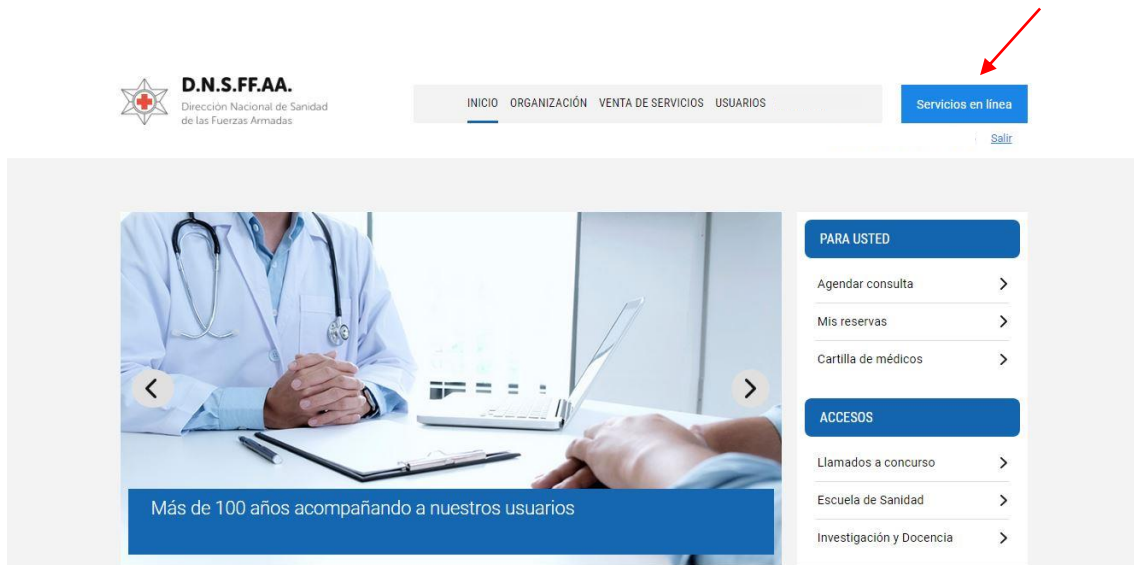 D.N.S.FF.AA.
Dirección Nacional de Sanidad
de las Fuerzas Armadas
INICIO ORGANIZACIÓN VENTA DE SERVICIOS USUARIOS
Servicios en línea
Salir
PARA USTED
Agendar consulta
Mis reservas
Cartilla de médicos
ACCESOS
Llamados a concurso
Escuela de Sanidad
Investigación y Docencia
Más de 100 años acompañando a nuestros usuarios